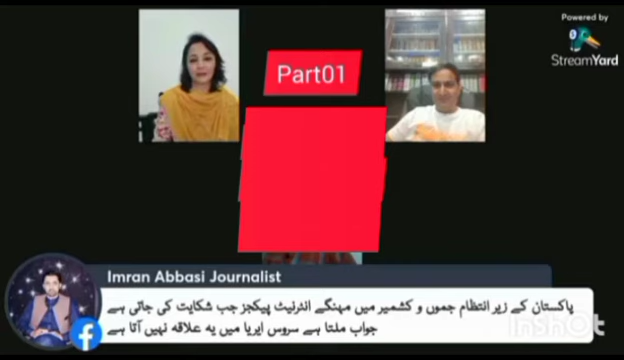 Powered by
StreamYard
Part01
Imran Abbasi Journalist
پاکستان کے زیر انتظام جموں و کشمیر میں مہنگے انٹرنیٹ پیکجز جب شکایت کی جاتی ہے
جواب ملتا ہے سروس ایریا میں یہ علاقہ نہیں آتا ہے
InShOt